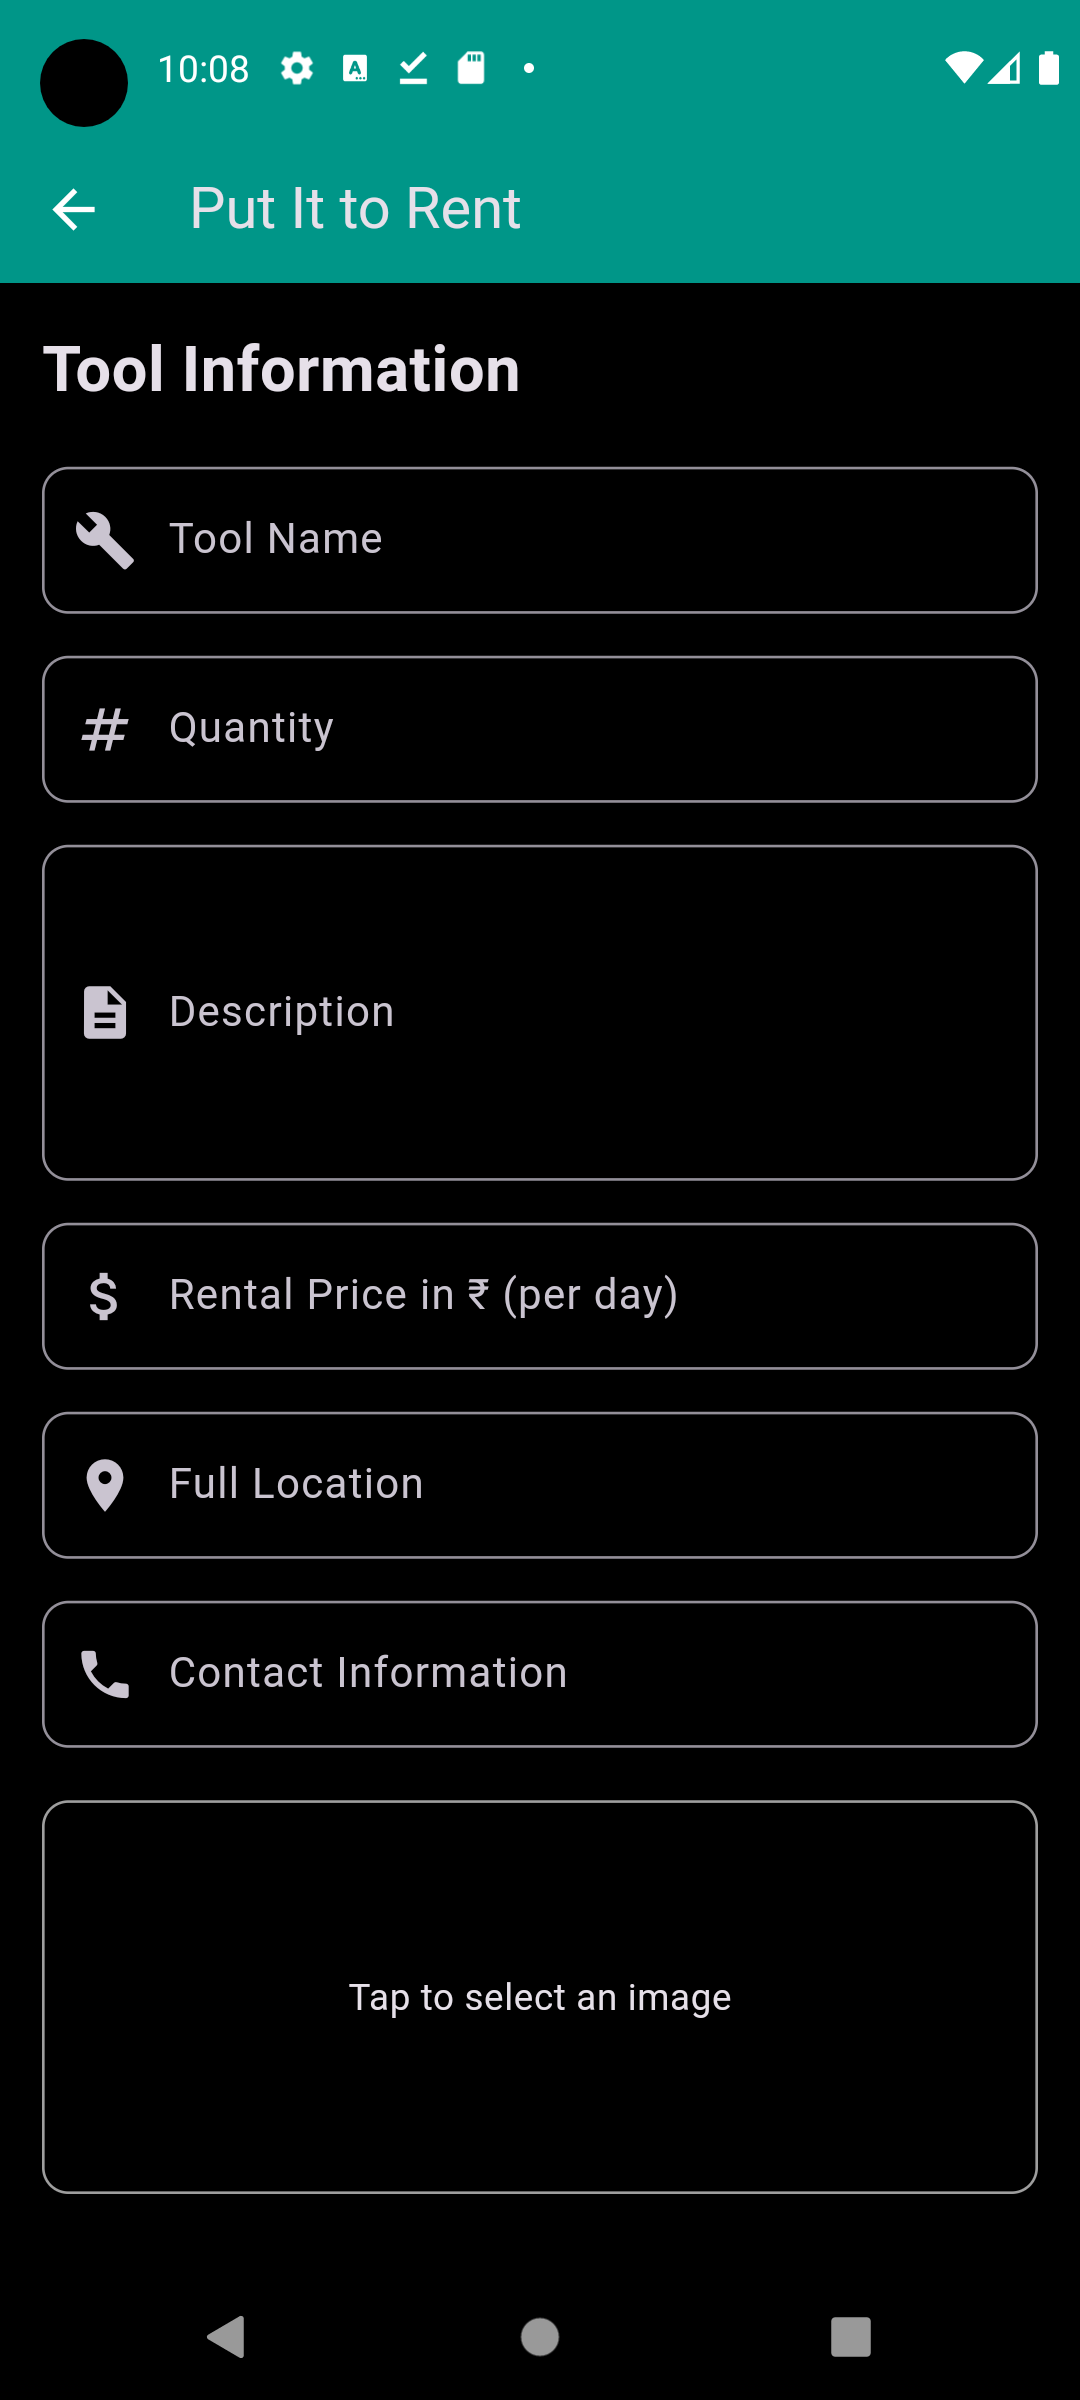 10:08
Put It to Rent
Tool Information
Tool Name
Quantity
Description
Rental Price in ₹ (per day)
Full Location
Contact Information
Tap to select an image